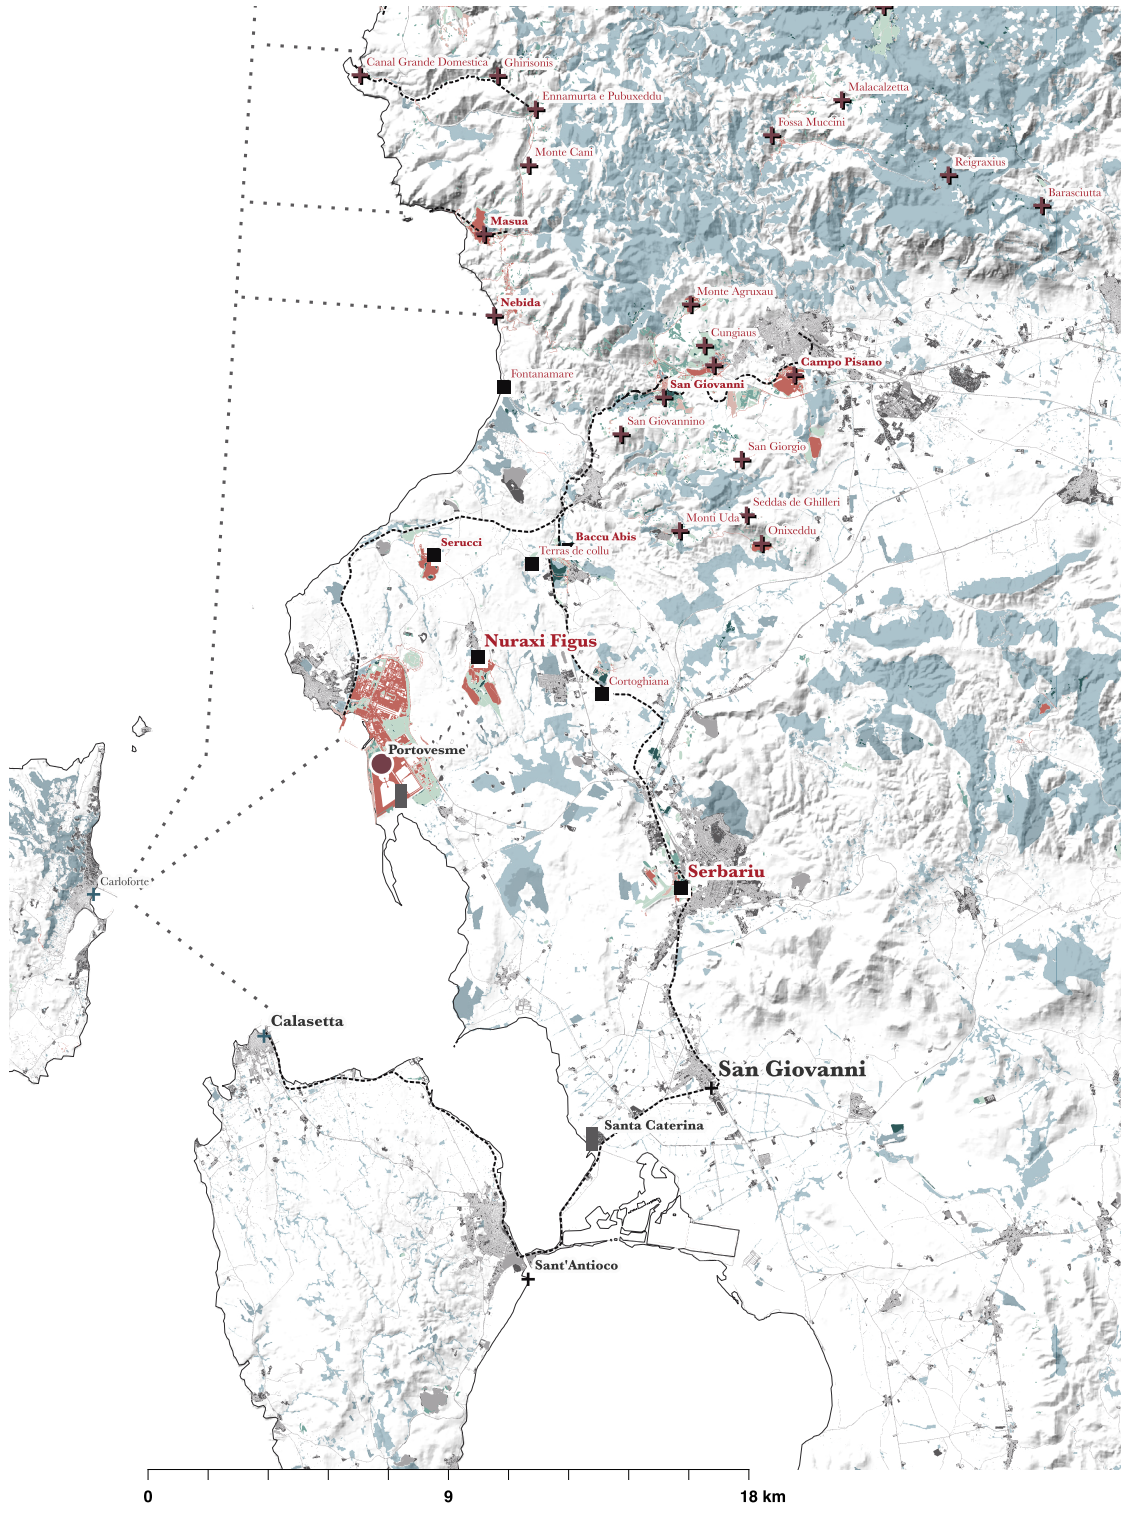 Canal Grande Domestica
Ghirisonis
Malacalzetta
Ennamurta e Pubuxeddu
Fossa Muccini
Monte Cani
Reigraxius
Barasciutta
Masua
Monte Agruxau
Nebida
Cungiaus
Campo Pisano
Fontanamare
San Giovanni
San Giovannino
San Giorgio
Seddas de Ghilleri
Monti Uda
Onixeddu
Baccu Abis
Serucci
Terras de collu
Nuraxi Figus
Cortoghiana
Portovesme
Serbariu
Carloforte
Calasetta
San Giovanni
Santa Caterina
Sant'Antioco
0 9 18 km